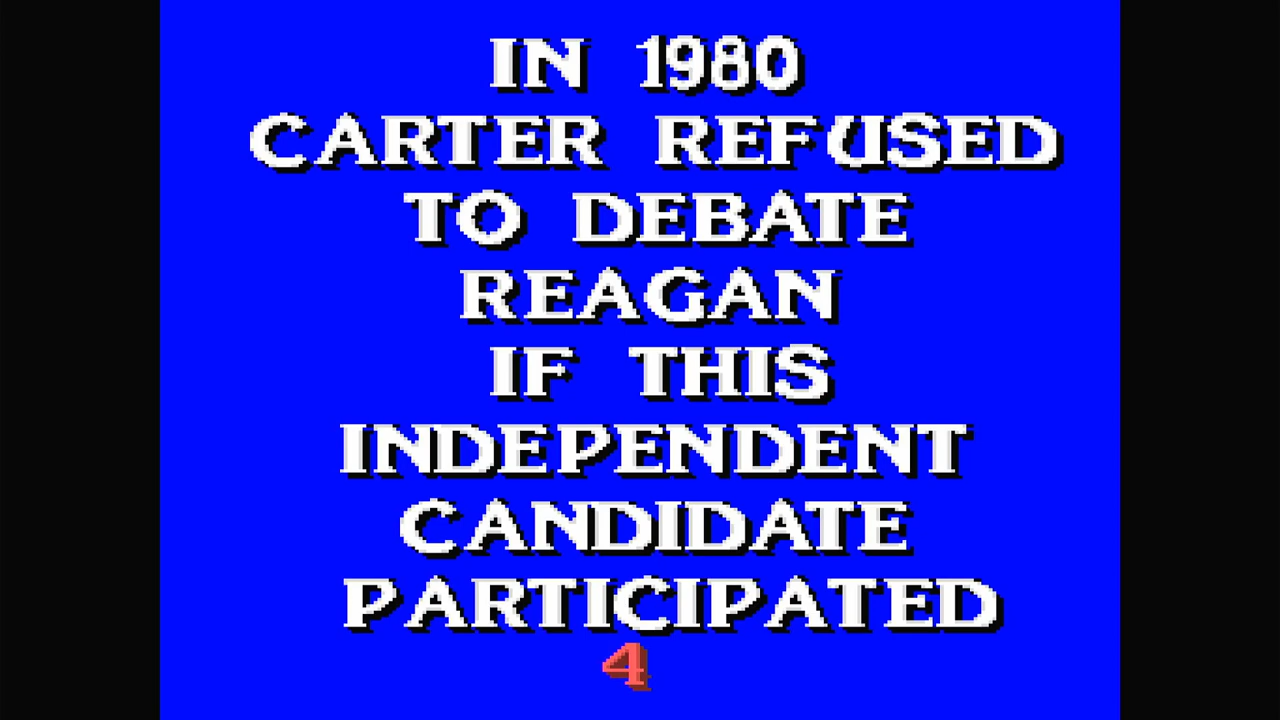 IN 1980
CARTER REFUSED
TO DEBATE
REAGAN
IF THIS
INDEPENDENT
CANDIDATE
PARTICIPATED
4